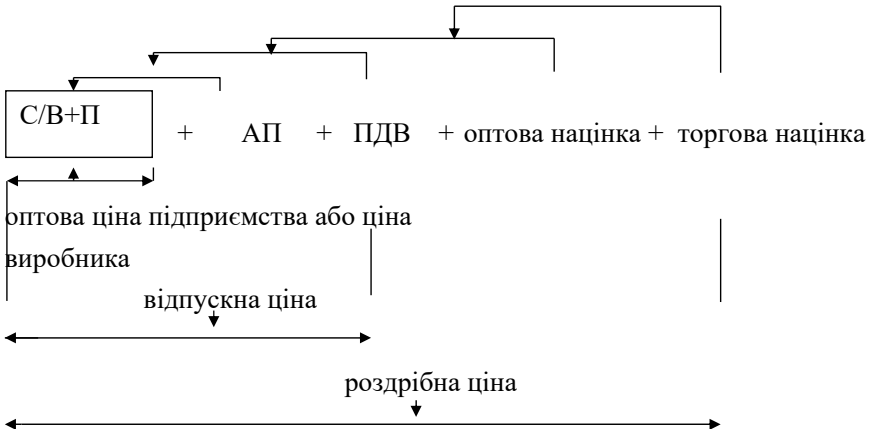 С/В+П + АП + ПДВ + оптова націнка + торгова націнка
оптова ціна підприємства або ціна
виробника
відпускна ціна
роздрібна ціна